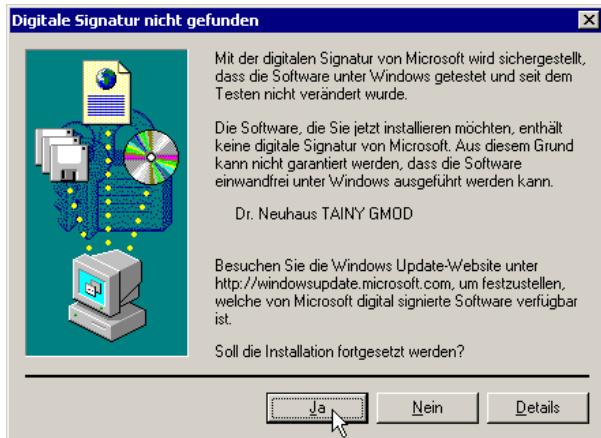 Digitale Signatur nicht gefunden
Mit der digitalen Signatur von Microsoft wird sichergestellt,
dass die Software unter Windows getestet und seit dem
Testen nicht verändert wurde.
Die Software, die Sie jetzt installieren möchten, enthält
keine digitale Signatur von Microsoft. Aus diesem Grund
kann nicht garantiert werden, dass die Software
einwandfrei unter Windows ausgeführt werden kann.
Dr. Neuhaus TAINY GMOD
Besuchen Sie die Windows Update-Website unter
http://windowsupdate.microsoft.com, um festzustellen,
welche von Microsoft digital signierte Software verfügbar
ist.
Soll die Installation fortgesetzt werden?
Ja
Nein
Details